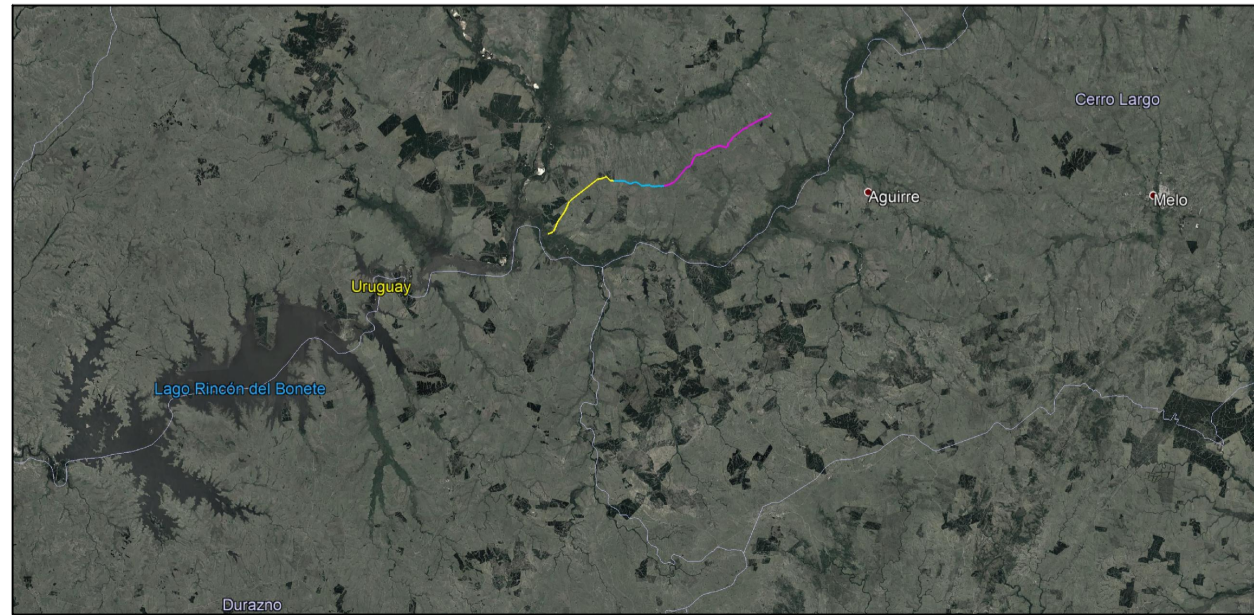 Cerro Largo
Aguirre
Melo
Uruguay
Lago Rincón del Bonete
Durazno